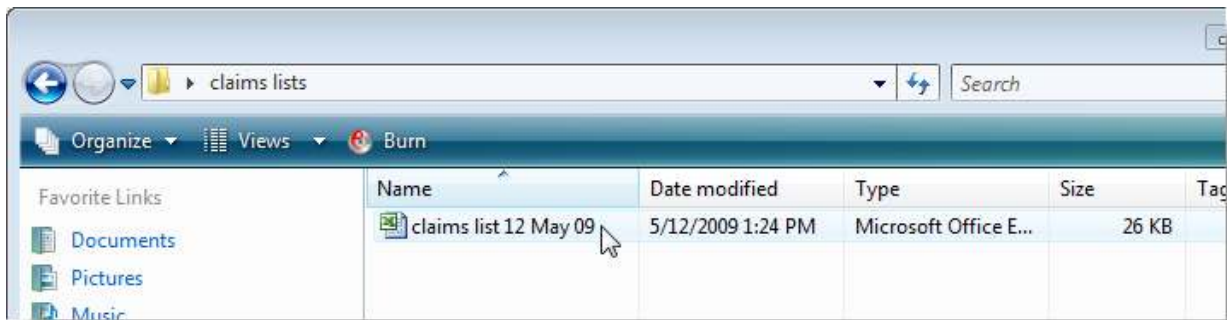 claims lists
Search
Organize Views Burn
Favorite Links
Documents
Pictures
Music
Name Date modified Type Size
claims list 12 May 09 5/12/2009 1:24 PM Microsoft Office E... 26 KB